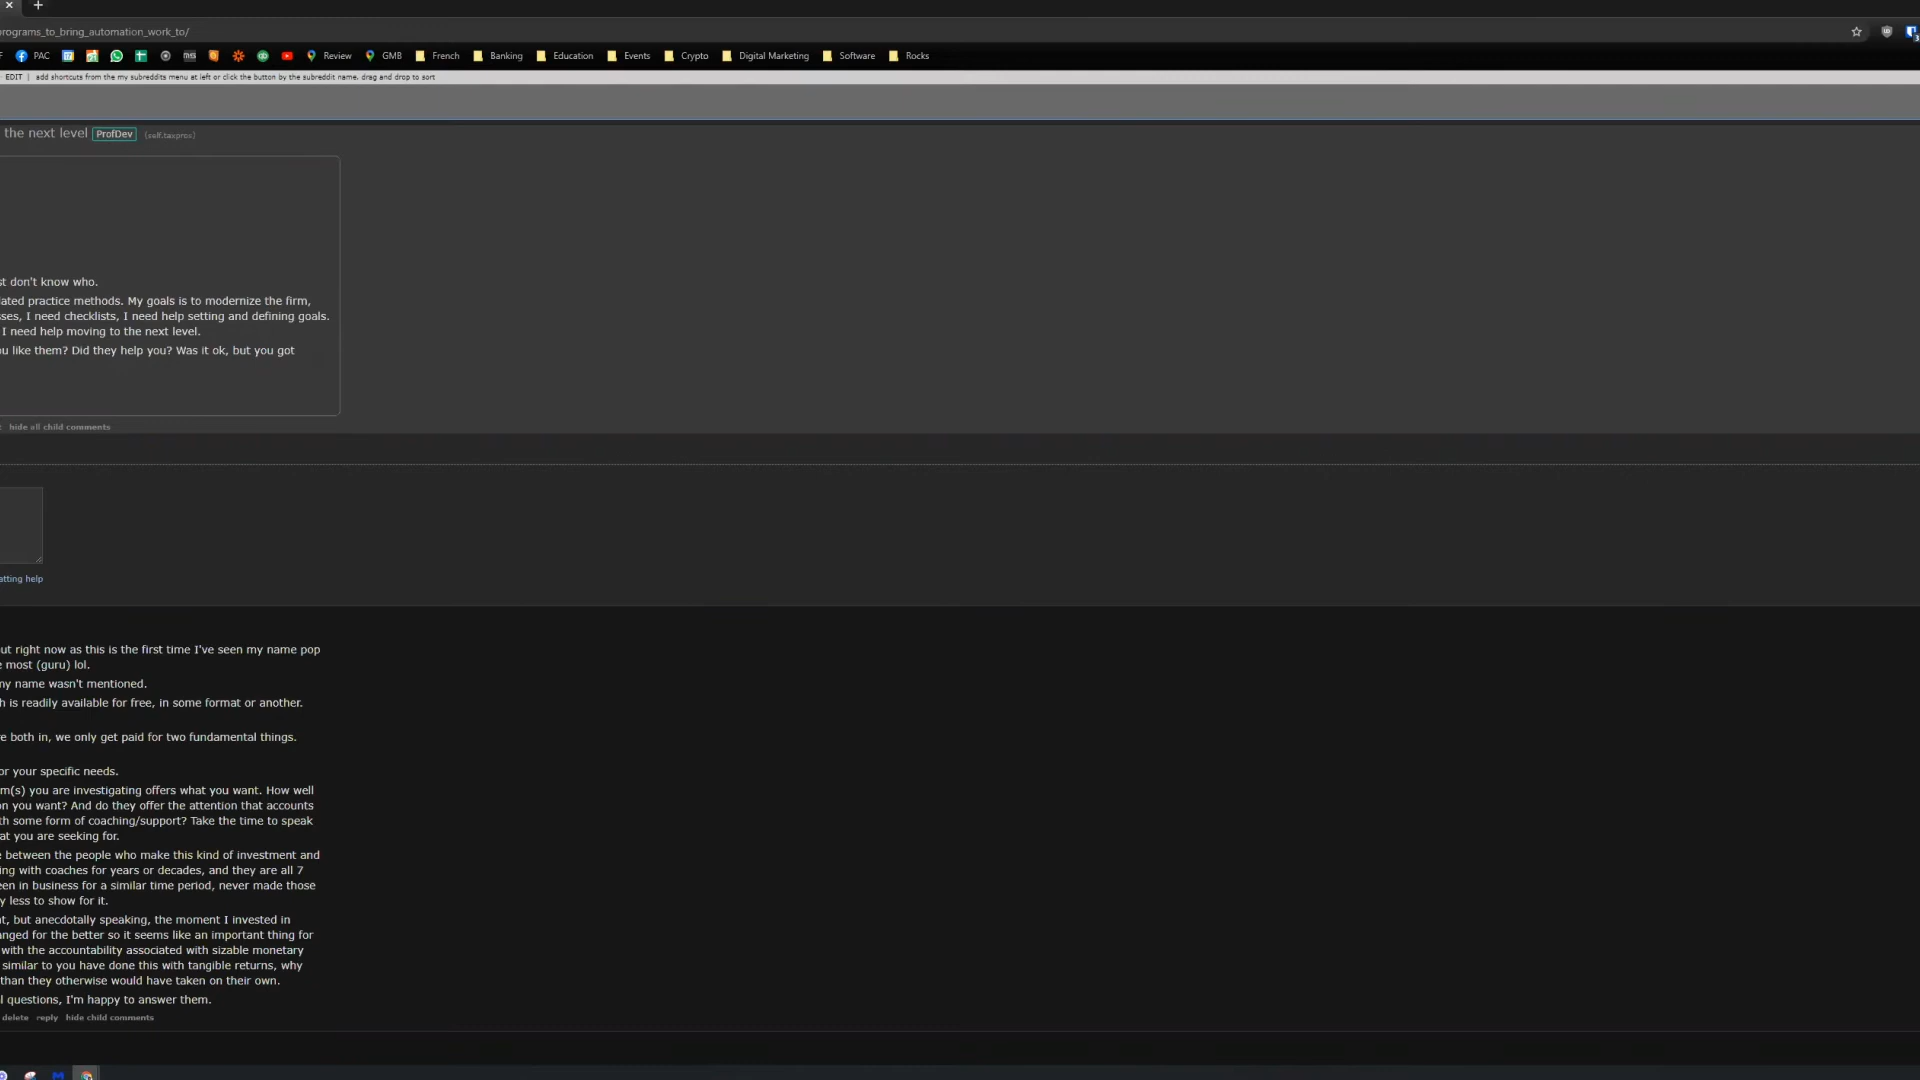 rograms_to_bring_automation_work_to/
PAC Review GMB French Banking Education Events Crypto Digital Marketing Software Rocks
EDIT | add shortcuts from the my subreddits menu at left or click the button by the subreddit name, drag and drop to sort
the next level ProfDev (self.taxpros)
st don't know who.
lated practice methods. My goals is to modernize the firm,
sses, I need checklists, I need help setting and defining goals.
I need help moving to the next level.
ou like them? Did they help you? Was it ok, but you got
hide all child comments
atting help
ut right now as this is the first time I've seen my name pop
e most (guru) lol.
my name wasn't mentioned.
h is readily available for free, in some format or another.
e both in, we only get paid for two fundamental things.
or your specific needs.
m(s) you are investigating offers what you want. How well
on you want? And do they offer the attention that accounts
th some form of coaching/support? Take the time to speak
at you are seeking for.
e between the people who make this kind of investment and
ing with coaches for years or decades, and they are all 7
een in business for a similar time period, never made those
y less to show for it.
nt, but anecdotally speaking, the moment I invested in
anged for the better so it seems like an important thing for
with the accountability associated with sizable monetary
similar to you have done this with tangible returns, why
than they otherwise would have taken on their own.
l questions, I'm happy to answer them.
delete reply hide child comments